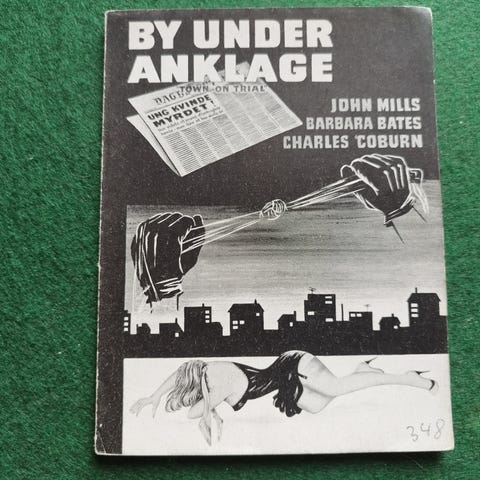 BY UNDER
ANKLAGE
"TOWN ON TRIAL"
UNG KVINDE
MYRDET!
JOHN MILLS
BARBARA BATES
CHARLES COBURN
348